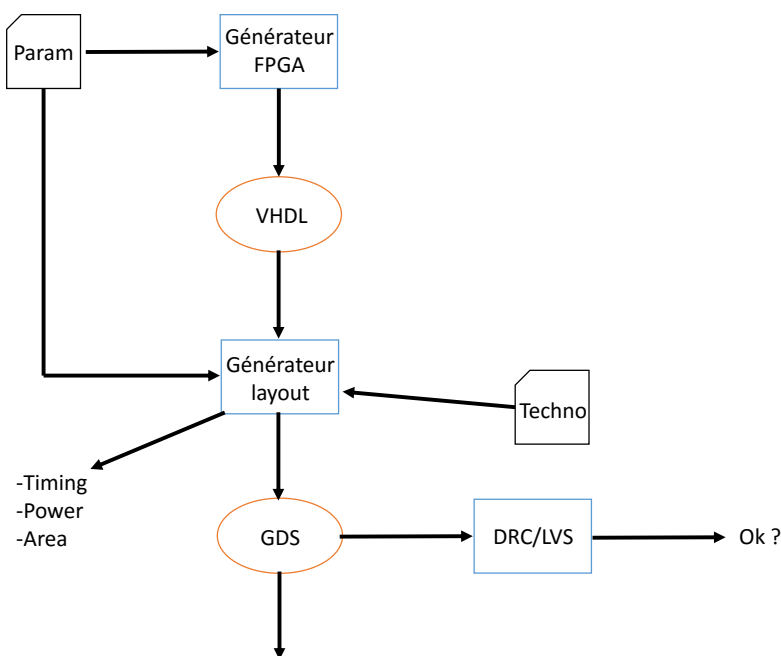 Param
Générateur
FPGA
VHDL
Générateur
layout
Techno
-Timing
-Power
-Area
GDS
DRC/LVS
Ok ?